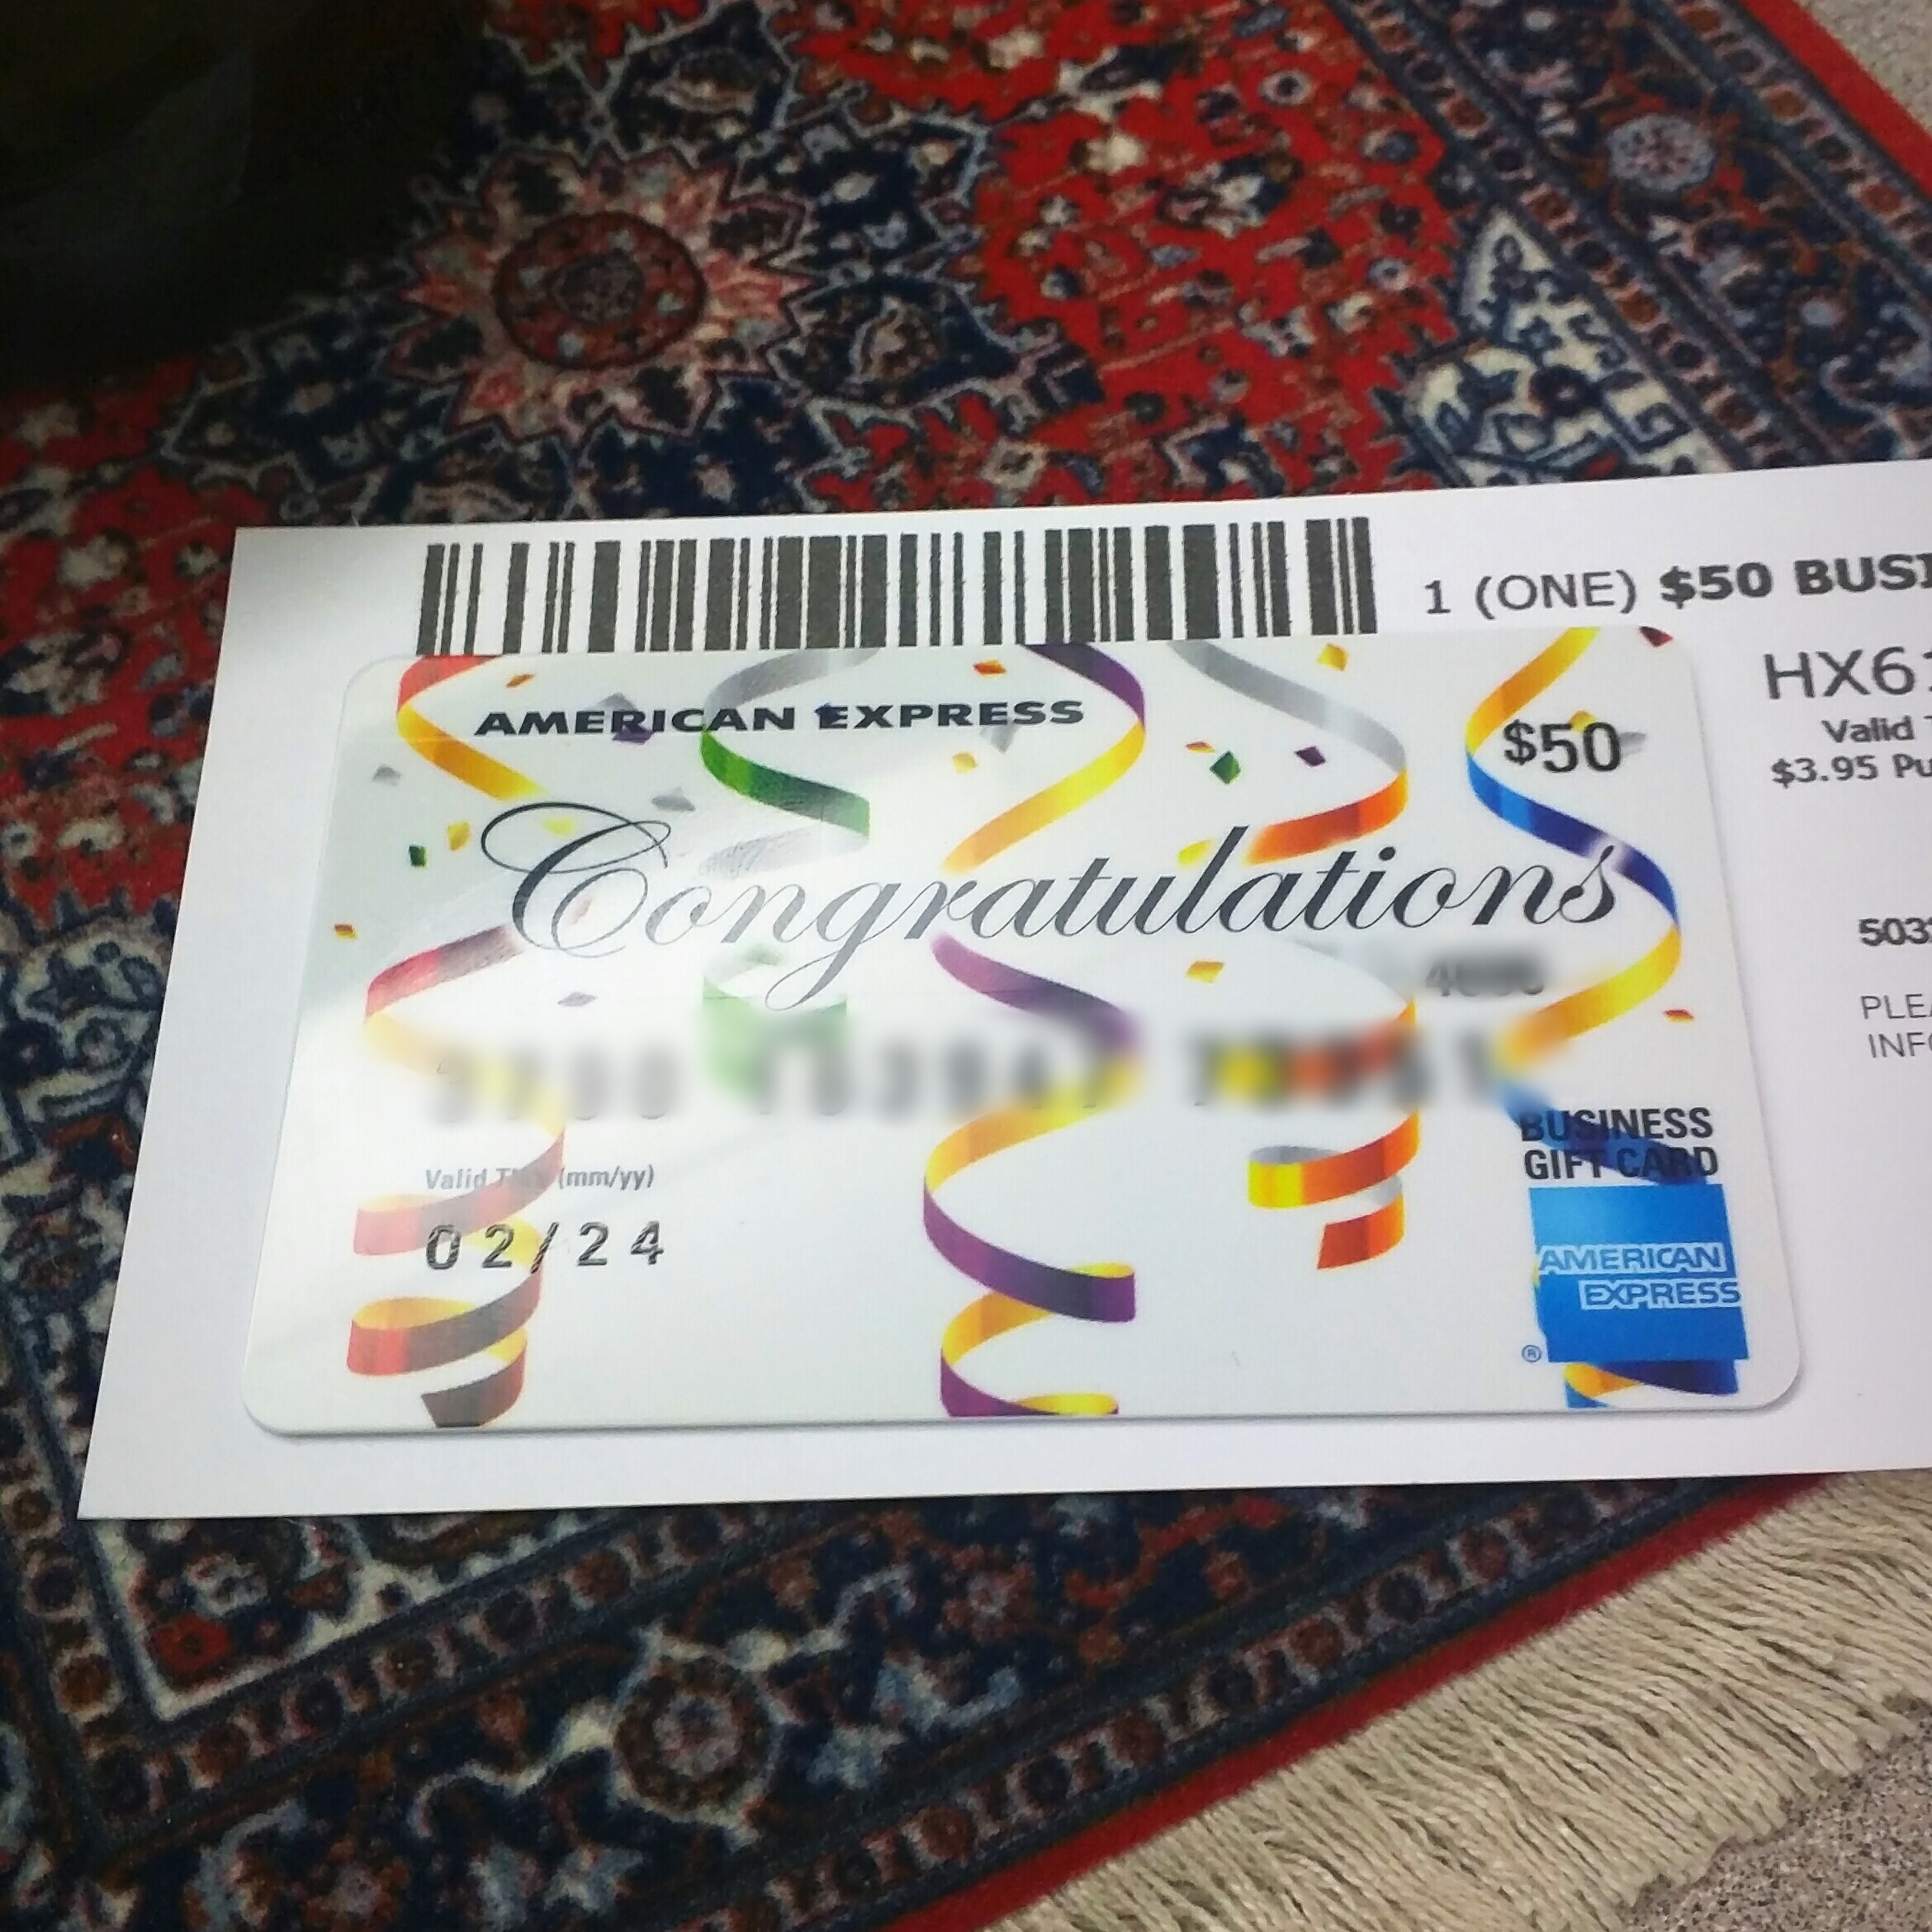 1 (ONE) $50 BUSI
HX61
Valid
$3.95 Pu
503
PLEA
INFO
AMERICAN EXPRESS
$50
Congratulations
Valid Thru (mm/yy)
02/24
BUSINESS
GIFT CARD
AMERICAN
EXPRESS
®